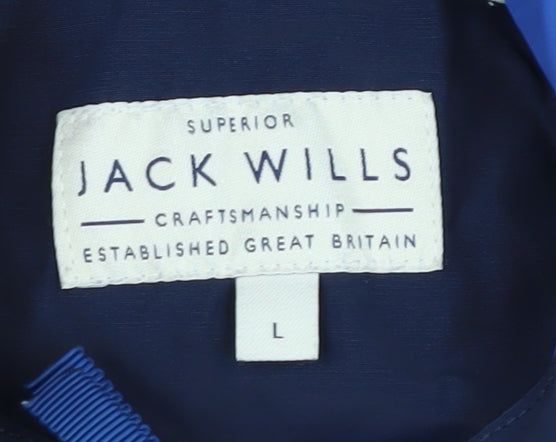 SUPERIOR
JACK WILLS
CRAFTSMANSHIP
ESTABLISHED GREAT BRITAIN
L